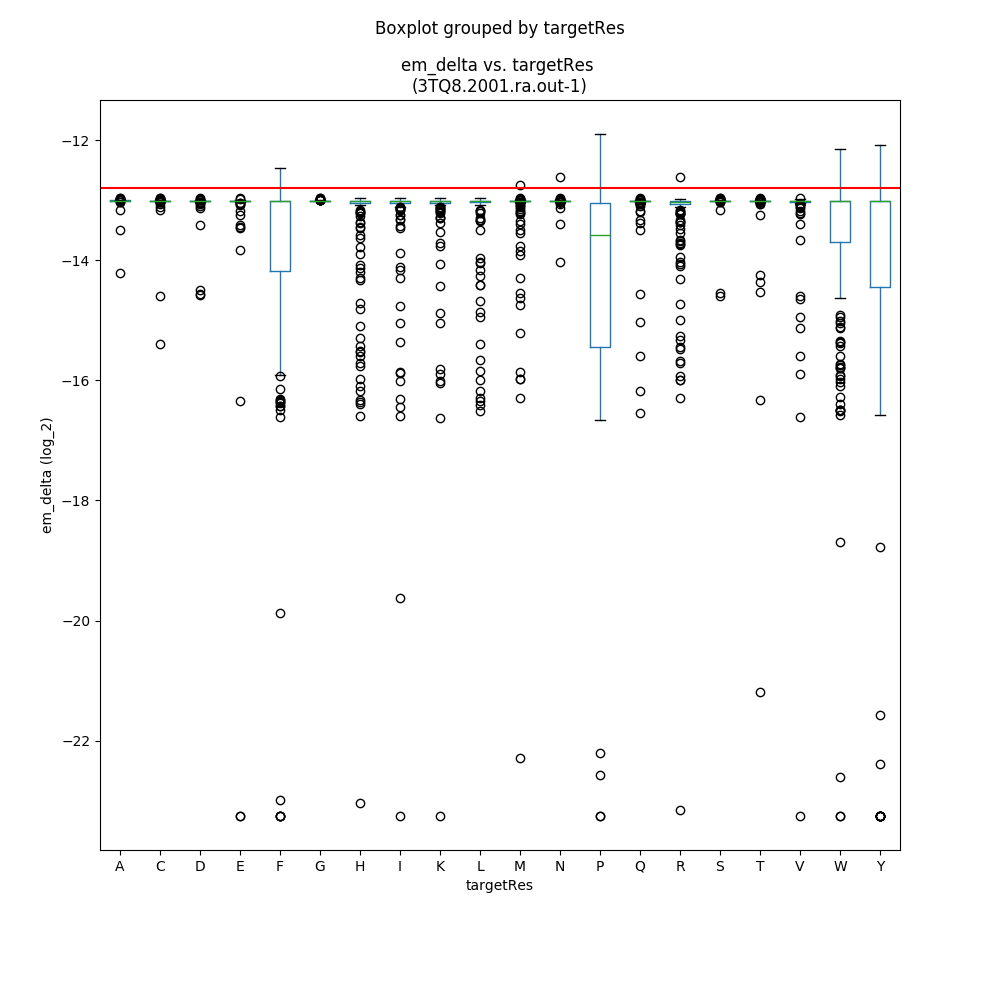 Boxplot grouped by targetRes
em_delta vs. targetRes
(3TQ8.2001.ra.out-1)
−12
−14
−16
−18
−20
−22
em_delta (log_2)
A C D E F G H I K L M N P Q R S T V W Y
targetRes